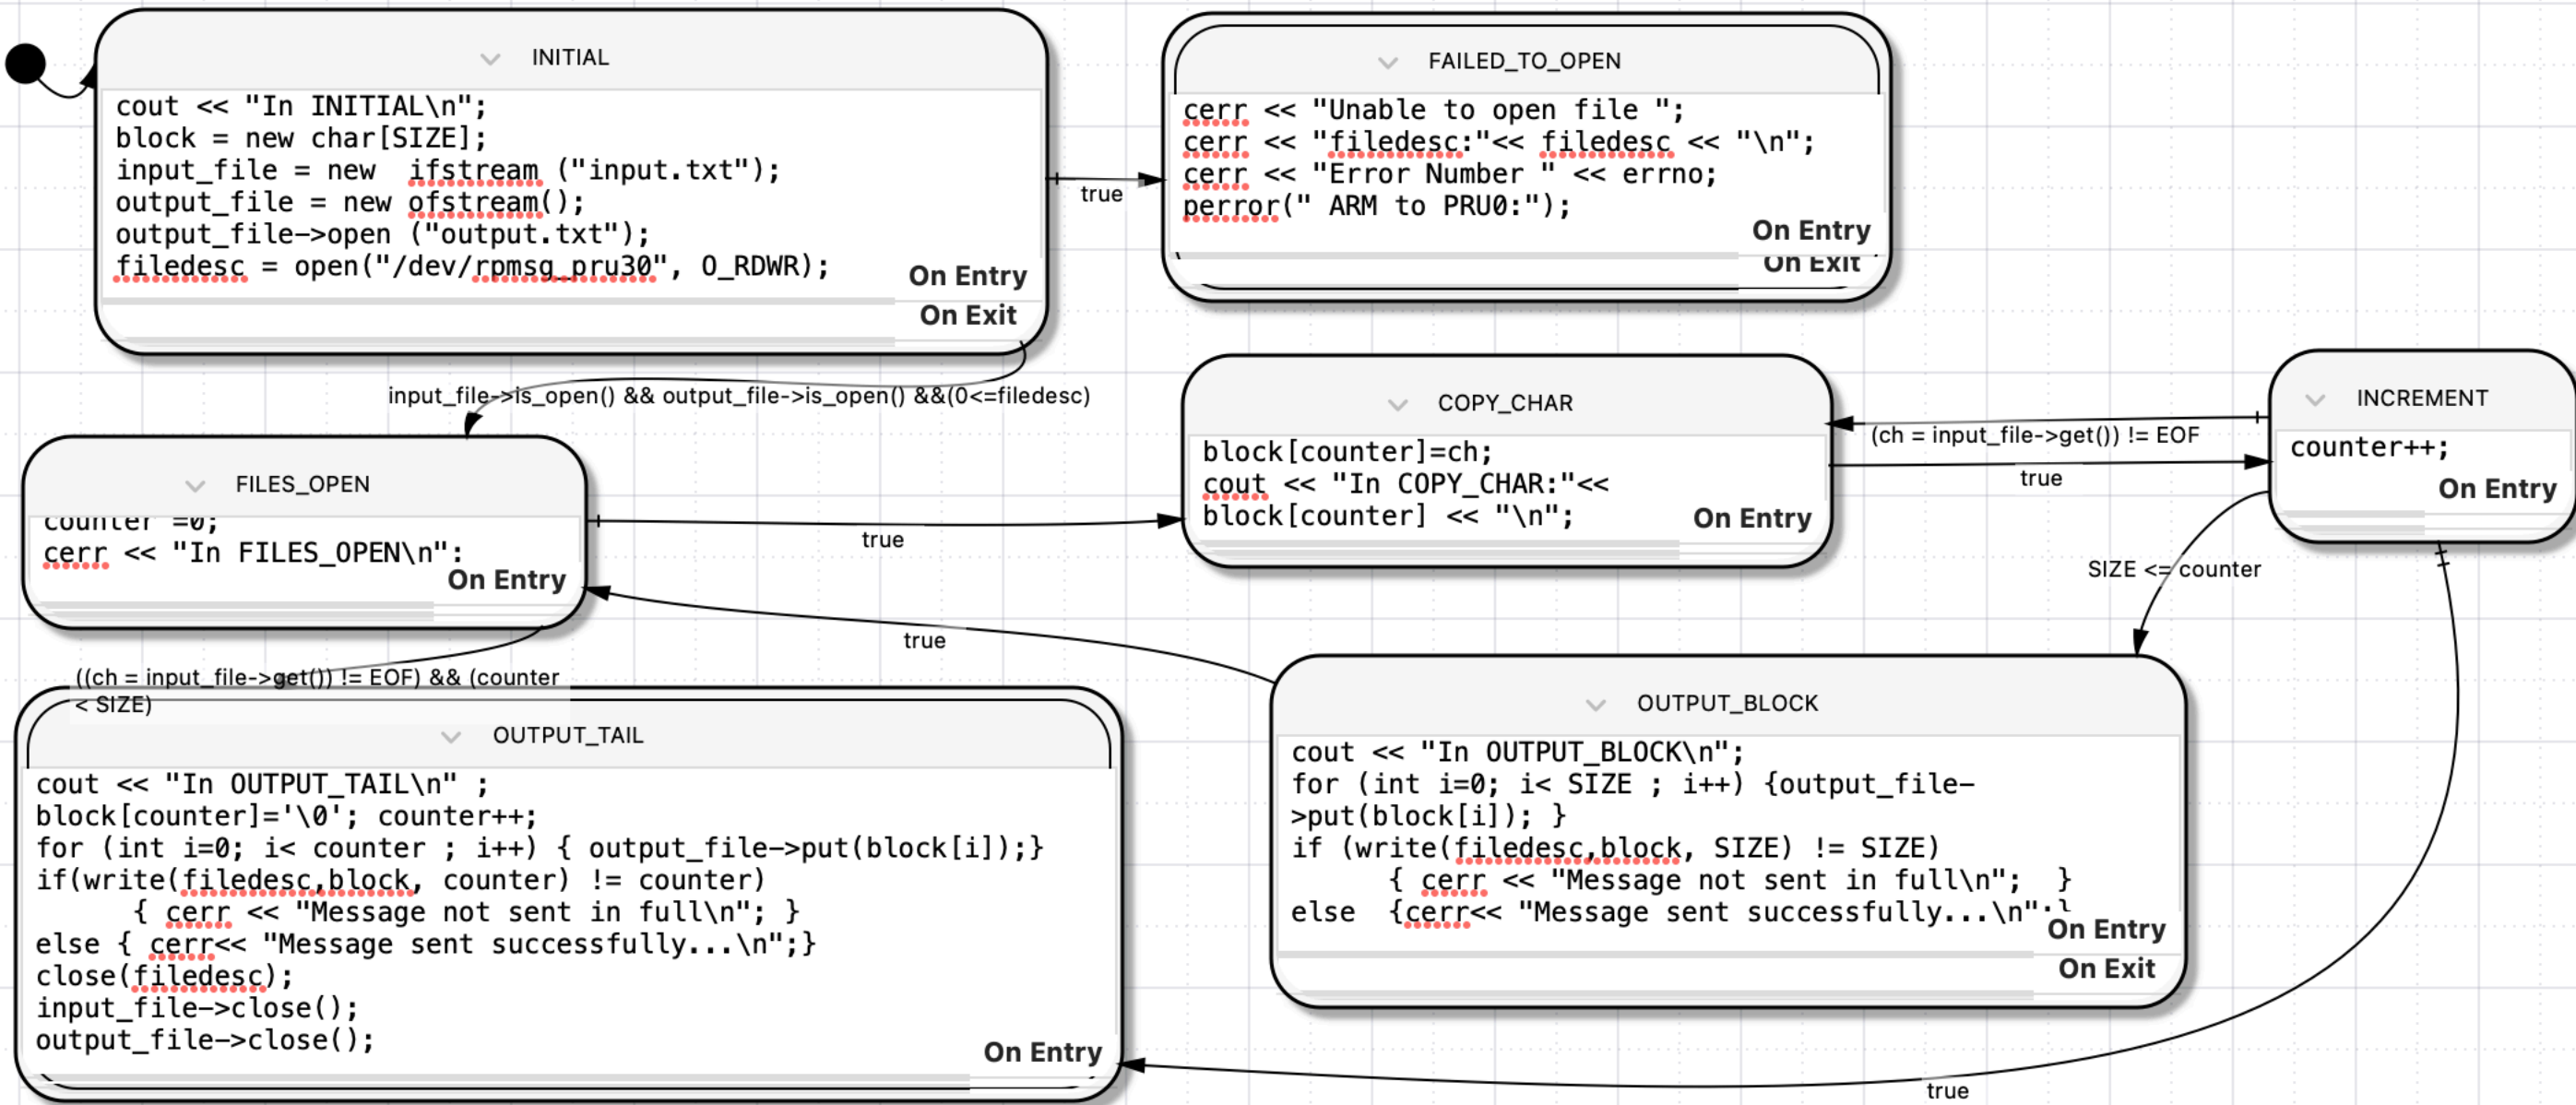 INITIAL
cout << "In INITIAL\n";
block = new char[SIZE];
input_file = new  ifstream ("input.txt");
output_file = new ofstream();
output_file->open ("output.txt");
filedesc = open("/dev/rpmsg_pru30", O_RDWR);
On Entry
On Exit
true
FAILED_TO_OPEN
cerr << "Unable to open file ";
cerr << "filedesc:"<< filedesc << "\n";
cerr << "Error Number " << errno;
perror(" ARM to PRU0:");
On Entry
On Exit
input_file->is_open() && output_file->is_open() &&(0<=filedesc)
FILES_OPEN
counter =0;
cerr << "In FILES_OPEN\n":
On Entry
true
COPY_CHAR
block[counter]=ch;
cout << "In COPY_CHAR:"<<
block[counter] << "\n";
On Entry
(ch = input_file->get()) != EOF
true
INCREMENT
counter++;
On Entry
SIZE <= counter
true
((ch = input_file->get()) != EOF) && (counter
< SIZE)
OUTPUT_TAIL
cout << "In OUTPUT_TAIL\n" ;
block[counter]='\0'; counter++;
for (int i=0; i< counter ; i++) { output_file->put(block[i]);}
if(write(filedesc,block, counter) != counter)
      { cerr << "Message not sent in full\n"; }
else { cerr<< "Message sent successfully...\n";}
close(filedesc);
input_file->close();
output_file->close();
On Entry
OUTPUT_BLOCK
cout << "In OUTPUT_BLOCK\n";
for (int i=0; i< SIZE ; i++) {output_file-
>put(block[i]); }
if (write(filedesc,block, SIZE) != SIZE)
      { cerr << "Message not sent in full\n";  }
else  {cerr<< "Message sent successfully...\n";}
On Entry
On Exit
true